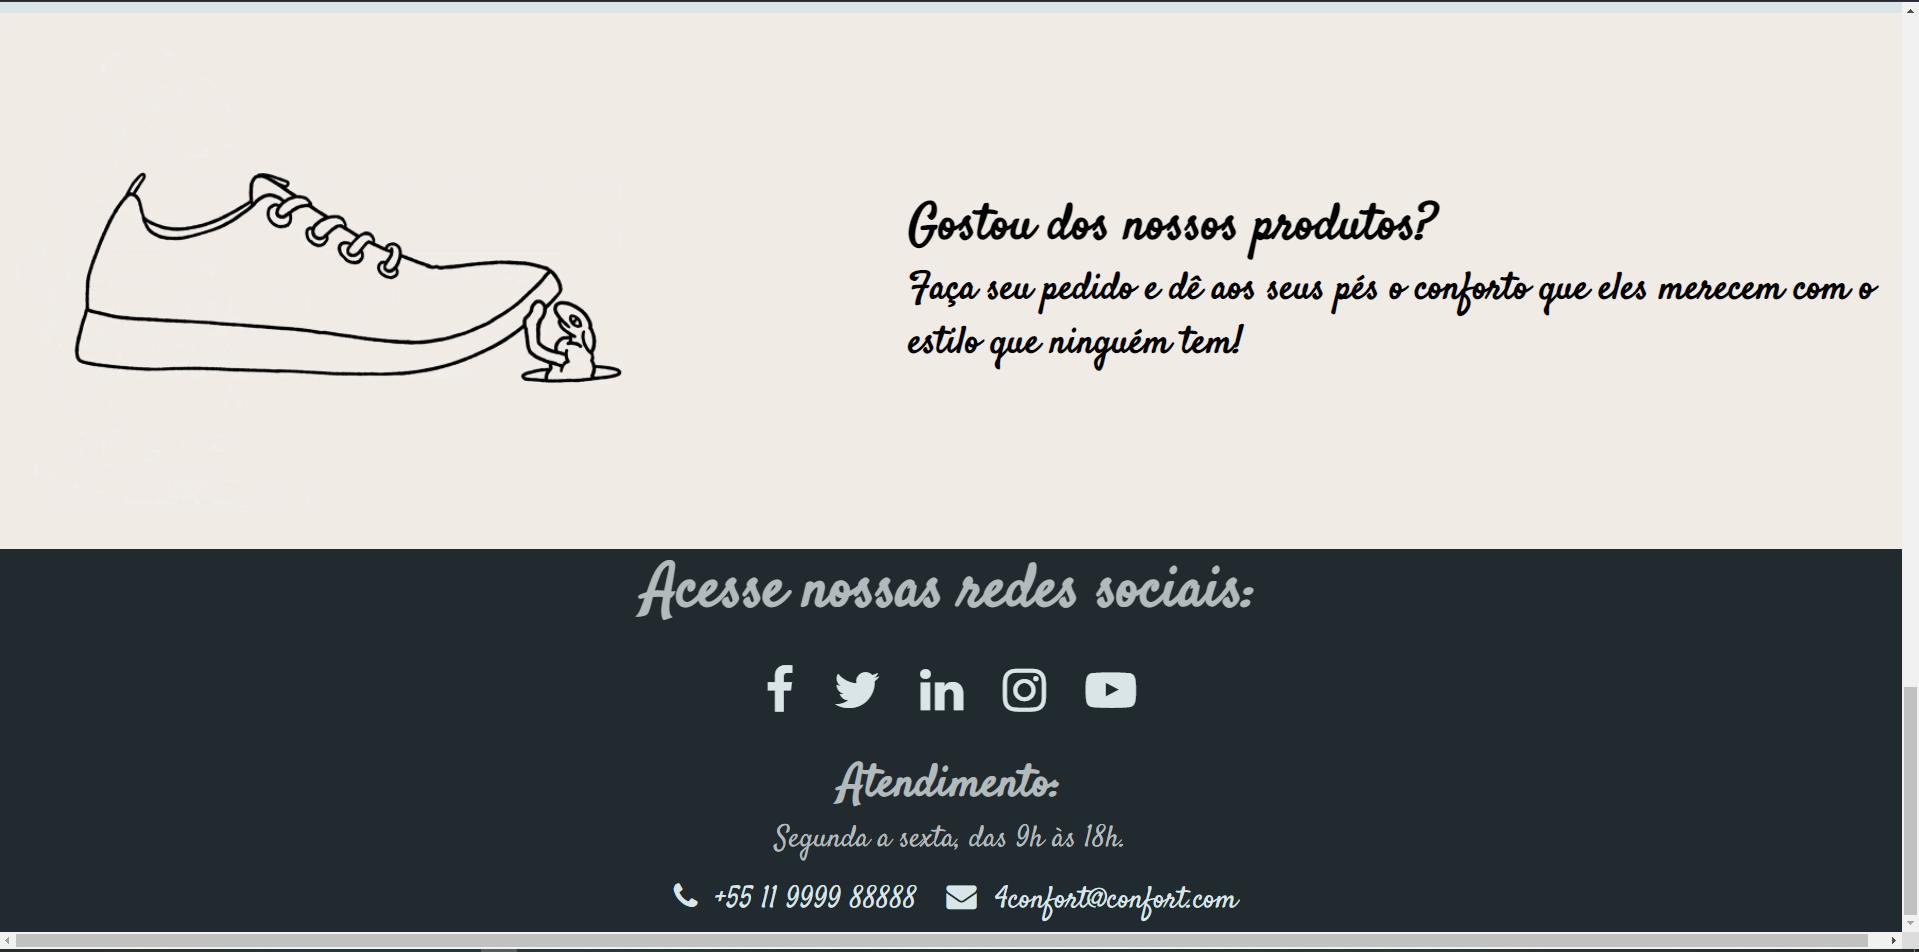 Gostou dos nossos produtos?
Faça seu pedido e dê aos seus pés o conforto que eles merecem com o
estilo que ninguém tem!
Acesse nossas redes sociais:
Atendimento:
Segunda a sexta, das 9h às 18h.
+55 11 9999 88888 4confort@confort.com